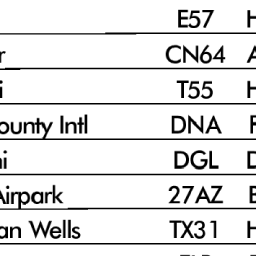 E57 H
r CN64 A
i T55 H
ounty Intl DNA F
ni DGL D
Airpark 27AZ E
an Wells TX31 H